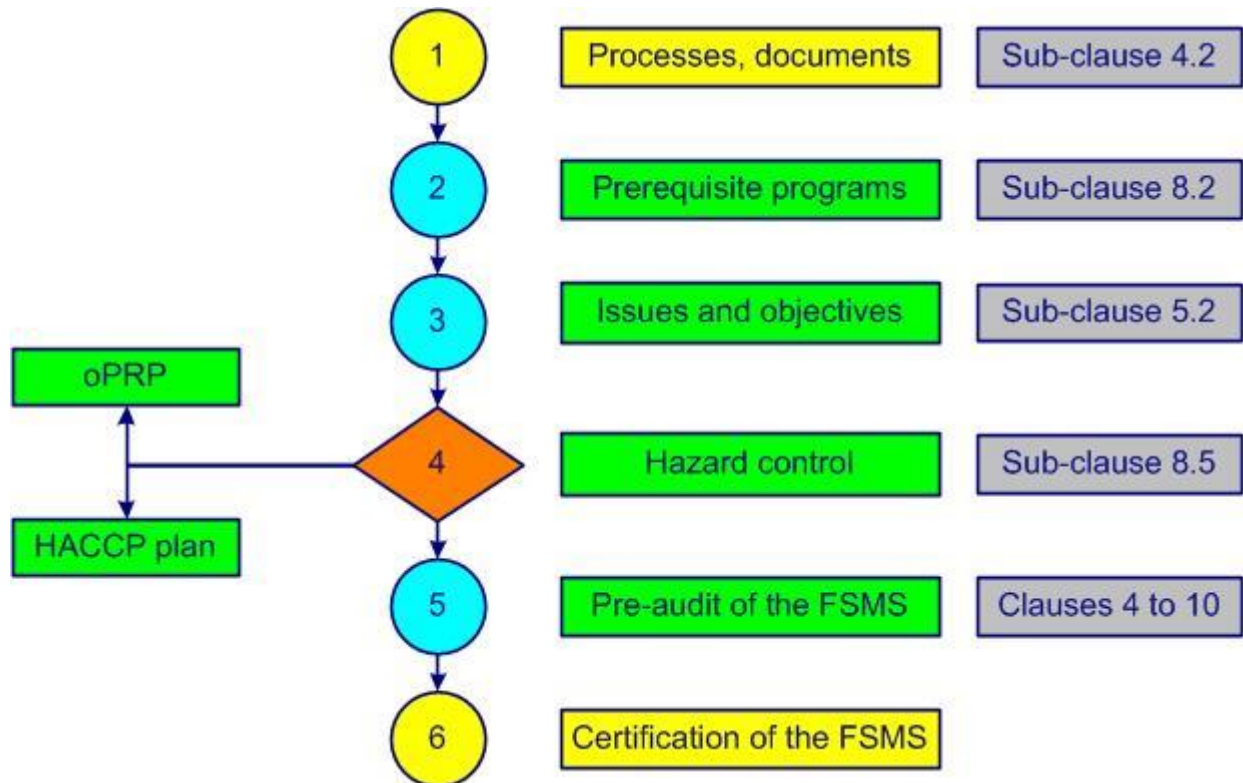 1
Processes, documents
Sub-clause 4.2
2
Prerequisite programs
Sub-clause 8.2
3
Issues and objectives
Sub-clause 5.2
oPRP
4
Hazard control
Sub-clause 8.5
HACCP plan
5
Pre-audit of the FSMS
Clauses 4 to 10
6
Certification of the FSMS